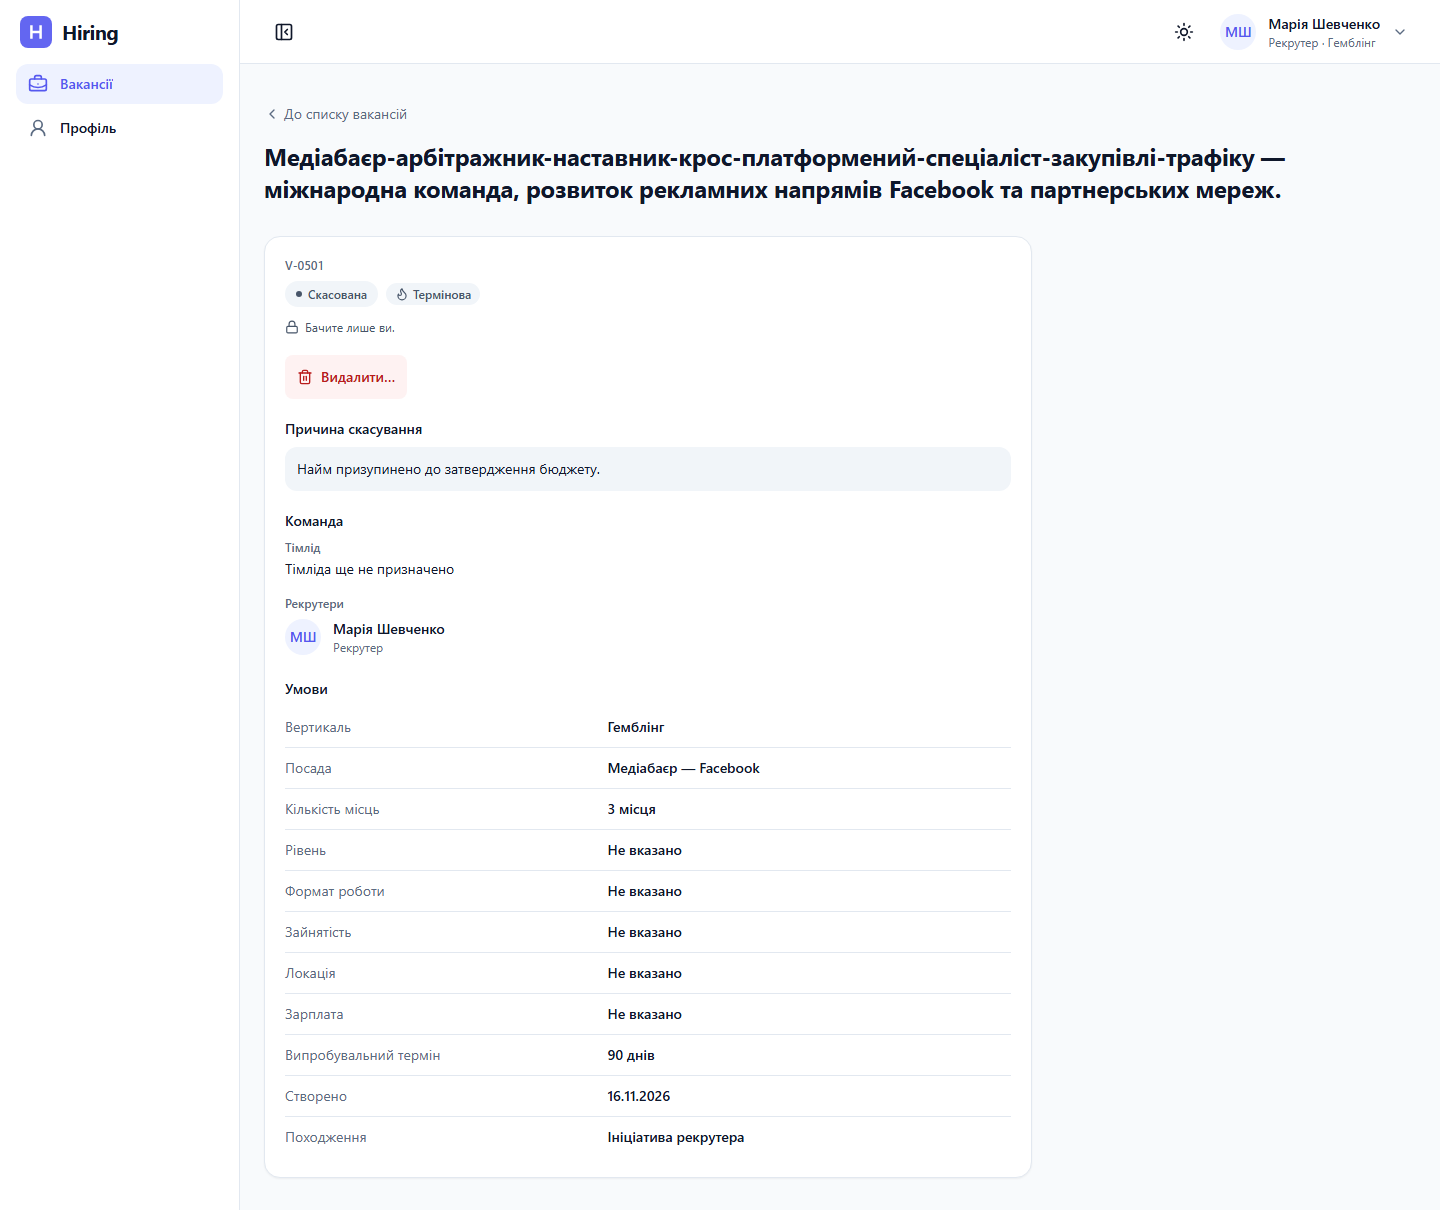 H Hiring
Вакансії
Профіль
МШ
Марія Шевченко
Рекрутер · Гемблінг
До списку вакансій
Медіабаєр-арбітражник-наставник-крос-платформений-спеціаліст-закупівлі-трафіку —
міжнародна команда, розвиток рекламних напрямів Facebook та партнерських мереж.
V-0501
Скасована
Термінова
Бачите лише ви.
Видалити...
Причина скасування
Найм призупинено до затвердження бюджету.
Команда
Тімлід
Тімліда ще не призначено
Рекрутери
МШ
Марія Шевченко
Рекрутер
Умови
Вертикаль Гемблінг
Посада Медіабаєр — Facebook
Кількість місць 3 місця
Рівень Не вказано
Формат роботи Не вказано
Зайнятість Не вказано
Локація Не вказано
Зарплата Не вказано
Випробувальний термін 90 днів
Створено 16.11.2026
Походження Ініціатива рекрутера